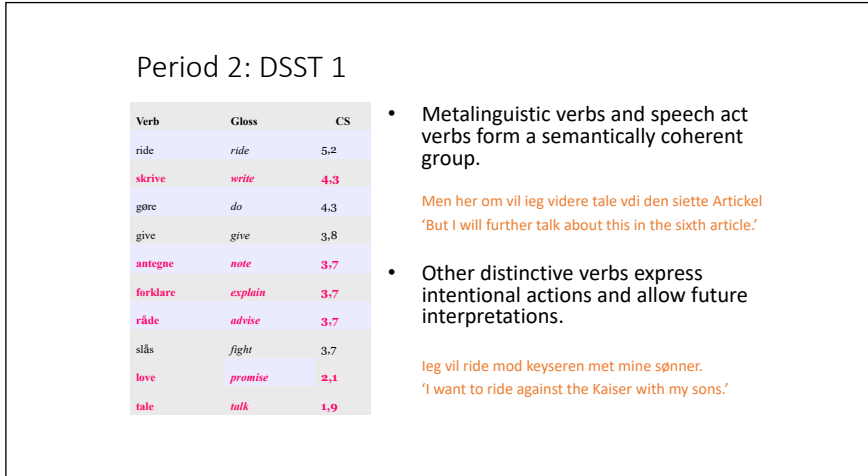 Period 2: DSST 1
Verb Gloss CS
ride ride 5,2
skrive write 4,3
gøre do 4,3
give give 3,8
antegne note 3,7
forklare explain 3,7
råde advise 3,7
slås fight 3,7
love promise 2,1
tale talk 1,9
• Metalinguistic verbs and speech act
verbs form a semantically coherent
group.
Men her om vil ieg videre tale vdi den siette Artickel
‘But I will further talk about this in the sixth article.’
• Other distinctive verbs express
intentional actions and allow future
interpretations.
Ieg vil ride mod keyseren met mine sønner.
‘I want to ride against the Kaiser with my sons.’